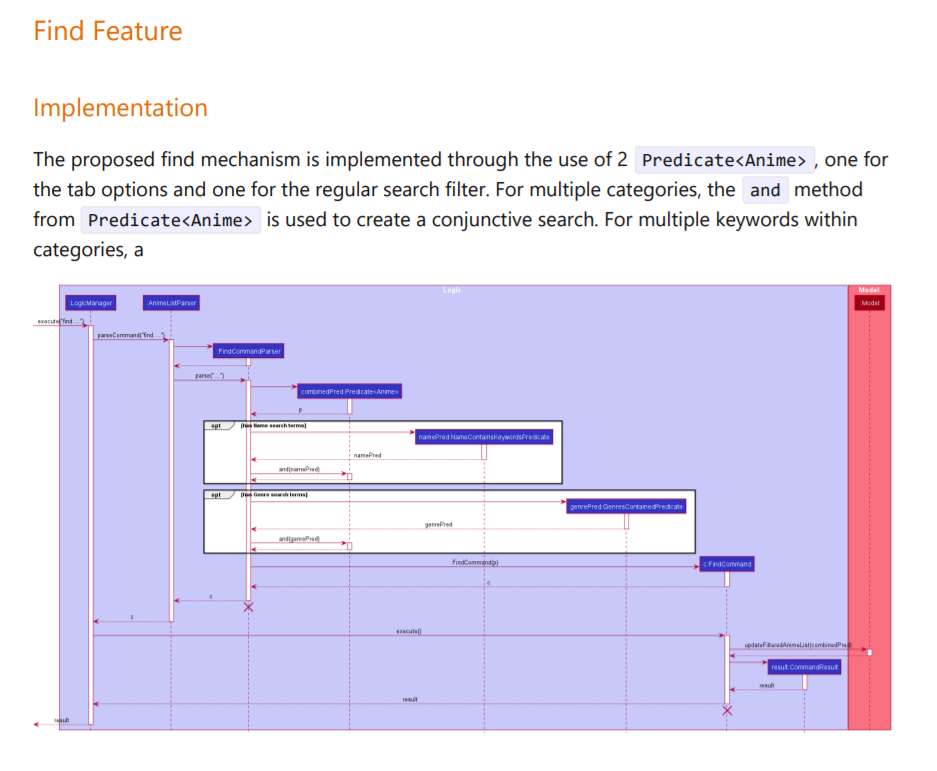 Find Feature
Implementation
The proposed find mechanism is implemented through the use of 2 Predicate<Anime> , one for
the tab options and one for the regular search filter. For multiple categories, the and method
from Predicate<Anime> is used to create a conjunctive search. For multiple keywords within
categories, a
Logic
Model
:LogicManager
:AnimeListParser
:Model
execute("find ...")
parseCommand("find ...")
:FindCommandParser
parse("...")
combinedPred:Predicate<Anime>
p
opt
[has Name search terms]
namePred:NameContainsKeywordsPredicate
namePred
and(namePred)
opt
[has Genre search terms]
genrePred:GenresContainedPredicate
genrePred
and(genrePred)
FindCommand(p)
c:FindCommand
c
c
c
execute()
updateFilteredAnimeList(combinedPred)
result:CommandResult
result
result
result